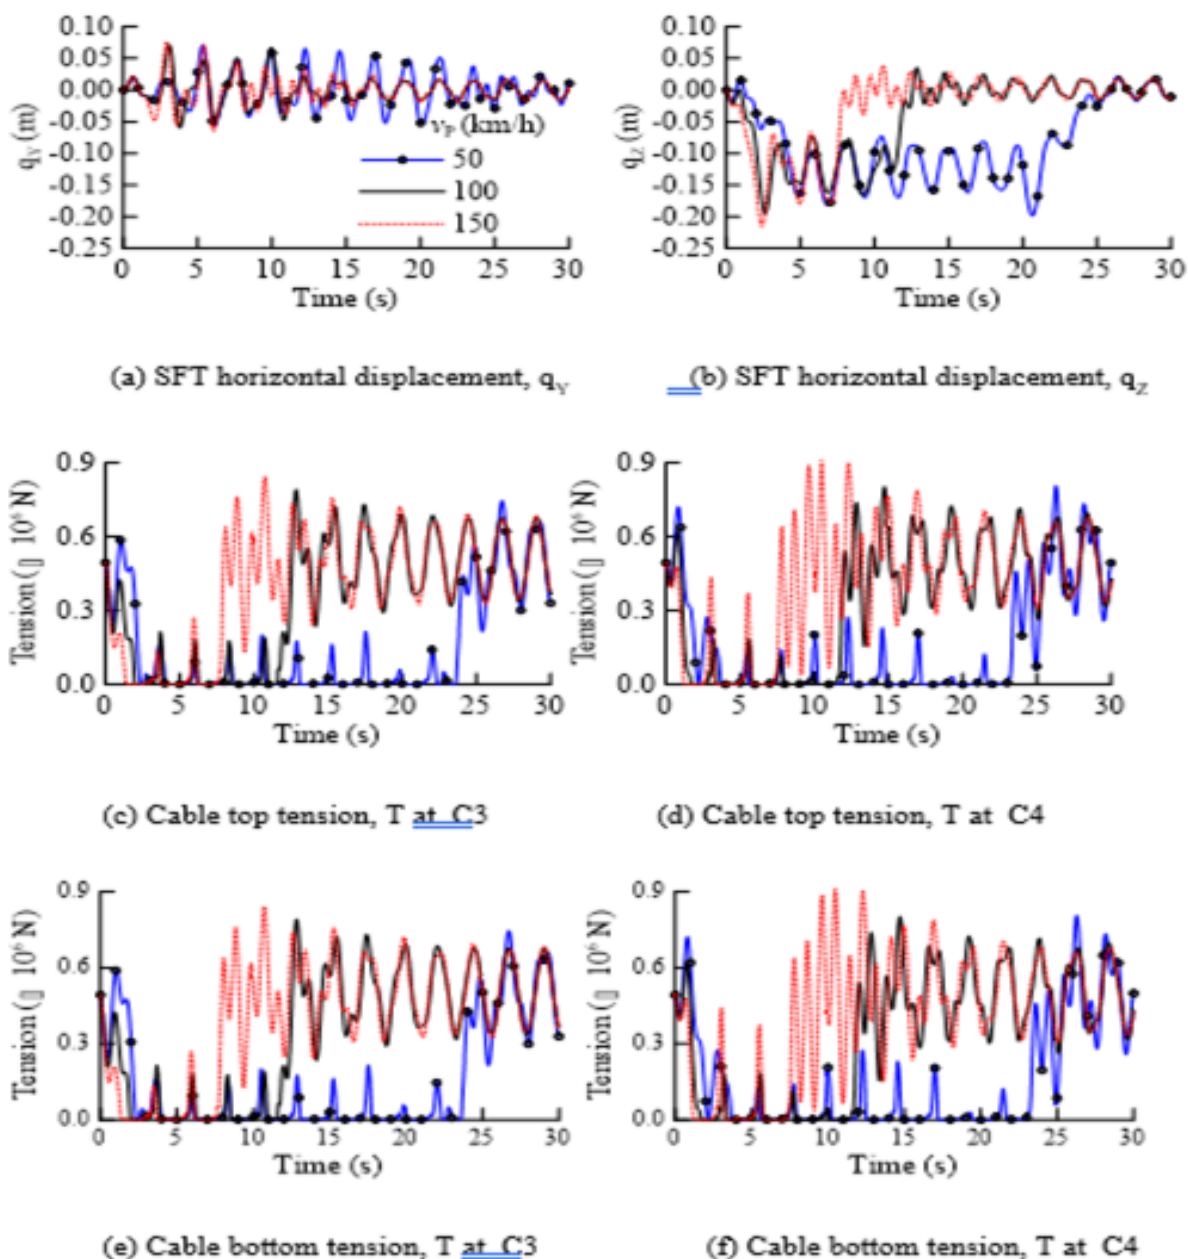 0.10
0.05
0.00
-0.05
-0.10
-0.15
-0.20
-0.25
qY (m)
vP (km/h)
50
100
150
0 5 10 15 20 25 30
Time (s)
0.10
0.05
0.00
-0.05
-0.10
-0.15
-0.20
-0.25
qZ (m)
0 5 10 15 20 25 30
Time (s)
(a) SFT horizontal displacement, qY
(b) SFT horizontal displacement, qZ
0.9
0.6
0.3
0.0
Tension (▯ 10⁶ N)
0 5 10 15 20 25 30
Time (s)
0.9
0.6
0.3
0.0
Tension (▯ 10⁶ N)
0 5 10 15 20 25 30
Time (s)
(c) Cable top tension, T at C3
(d) Cable top tension, T at C4
0.9
0.6
0.3
0.0
Tension (▯ 10⁶ N)
0 5 10 15 20 25 30
Time (s)
0.9
0.6
0.3
0.0
Tension (▯ 10⁶ N)
0 5 10 15 20 25 30
Time (s)
(e) Cable bottom tension, T at C3
(f) Cable bottom tension, T at C4